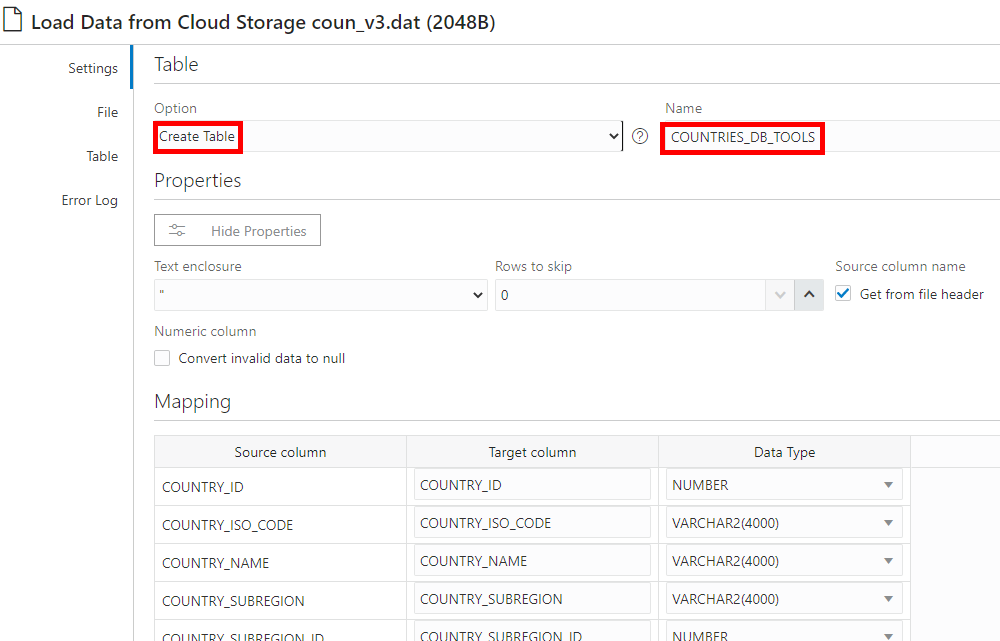 Load Data from Cloud Storage coun_v3.dat (2048B)
Settings
File
Table
Error Log
Table
Option
Name
Create Table
COUNTRIES_DB_TOOLS
Properties
Hide Properties
Text enclosure
Rows to skip
Source column name
"
0
Get from file header
Numeric column
Convert invalid data to null
Mapping
Source column Target column Data Type
COUNTRY_ID COUNTRY_ID NUMBER
COUNTRY_ISO_CODE COUNTRY_ISO_CODE VARCHAR2(4000)
COUNTRY_NAME COUNTRY_NAME VARCHAR2(4000)
COUNTRY_SUBREGION COUNTRY_SUBREGION VARCHAR2(4000)
COUNTRY_SUBREGION_ID COUNTRY_SUBREGION_ID NUMBER